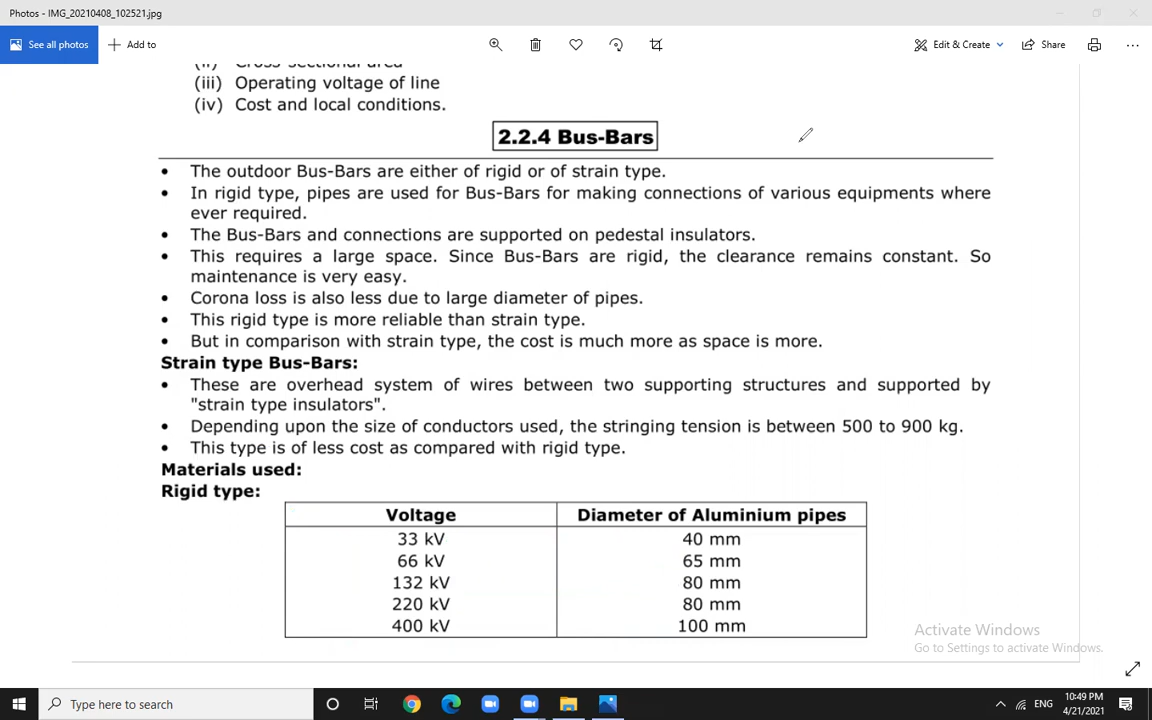 Photos - IMG_20210408_102521.jpg
See all photos
Add to
Edit & Create
Share
(ii) Cross-sectional area
(iii) Operating voltage of line
(iv) Cost and local conditions.
2.2.4 Bus-Bars
• The outdoor Bus-Bars are either of rigid or of strain type.
• In rigid type, pipes are used for Bus-Bars for making connections of various equipments where
ever required.
• The Bus-Bars and connections are supported on pedestal insulators.
• This requires a large space. Since Bus-Bars are rigid, the clearance remains constant. So
maintenance is very easy.
• Corona loss is also less due to large diameter of pipes.
• This rigid type is more reliable than strain type.
• But in comparison with strain type, the cost is much more as space is more.
Strain type Bus-Bars:
• These are overhead system of wires between two supporting structures and supported by
"strain type insulators".
• Depending upon the size of conductors used, the stringing tension is between 500 to 900 kg.
• This type is of less cost as compared with rigid type.
Materials used:
Rigid type:
Voltage Diameter of Aluminium pipes
33 kV 40 mm
66 kV 65 mm
132 kV 80 mm
220 kV 80 mm
400 kV 100 mm
Activate Windows
Go to Settings to activate Windows.
Type here to search
ENG
10:49 PM
4/21/2021